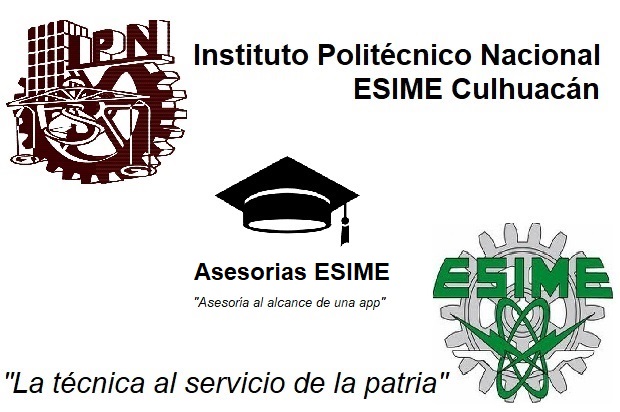 IPN
Instituto Politécnico Nacional
ESIME Culhuacán
Asesorias ESIME
"Asesoria al alcance de una app"
ESIME
"La técnica al servicio de la patria"